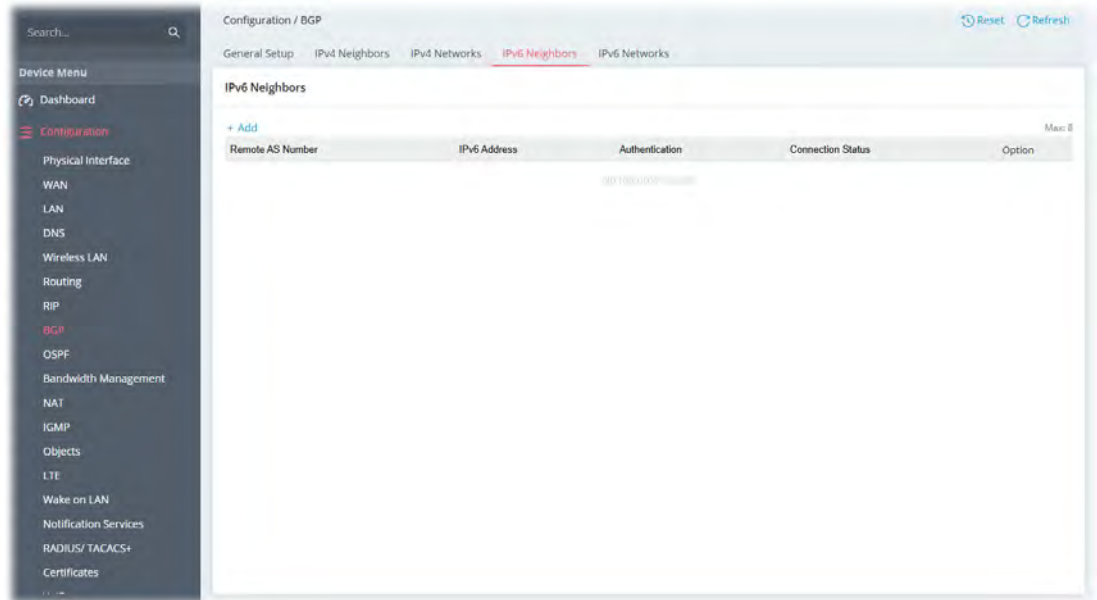 Search...
Configuration / BGP
Reset
Refresh
General Setup
IPv4 Neighbors
IPv4 Networks
IPv6 Neighbors
IPv6 Networks
Device Menu
Dashboard
Configuration
Physical Interface
WAN
LAN
DNS
Wireless LAN
Routing
RIP
BGP
OSPF
Bandwidth Management
NAT
IGMP
Objects
LTE
Wake on LAN
Notification Services
RADIUS/ TACACS+
Certificates
IPv6 Neighbors
+ Add
Max: 8
Remote AS Number
IPv6 Address
Authentication
Connection Status
Option